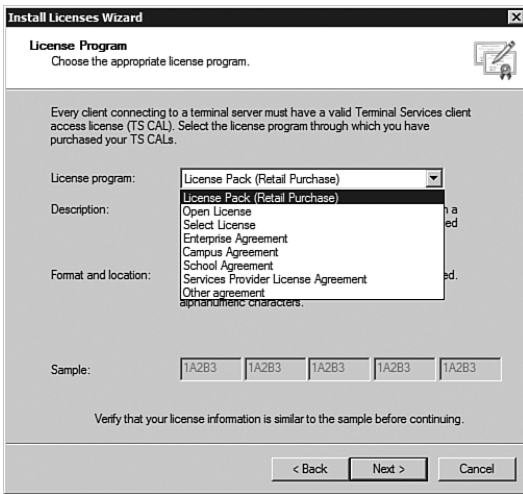 Install Licenses Wizard
License Program
Choose the appropriate license program.
Every client connecting to a terminal server must have a valid Terminal Services client
access license (TS CAL). Select the license program through which you have
purchased your TS CALs.
License program: License Pack (Retail Purchase)
License Pack (Retail Purchase)
Description: Open License
Select License
Enterprise Agreement
Campus Agreement
School Agreement
Format and location: Services Provider License Agreement
Other agreement
alphanumeric characters.
Sample: 1A2B3 1A2B3 1A2B3 1A2B3 1A2B3
Verify that your license information is similar to the sample before continuing.
< Back Next > Cancel